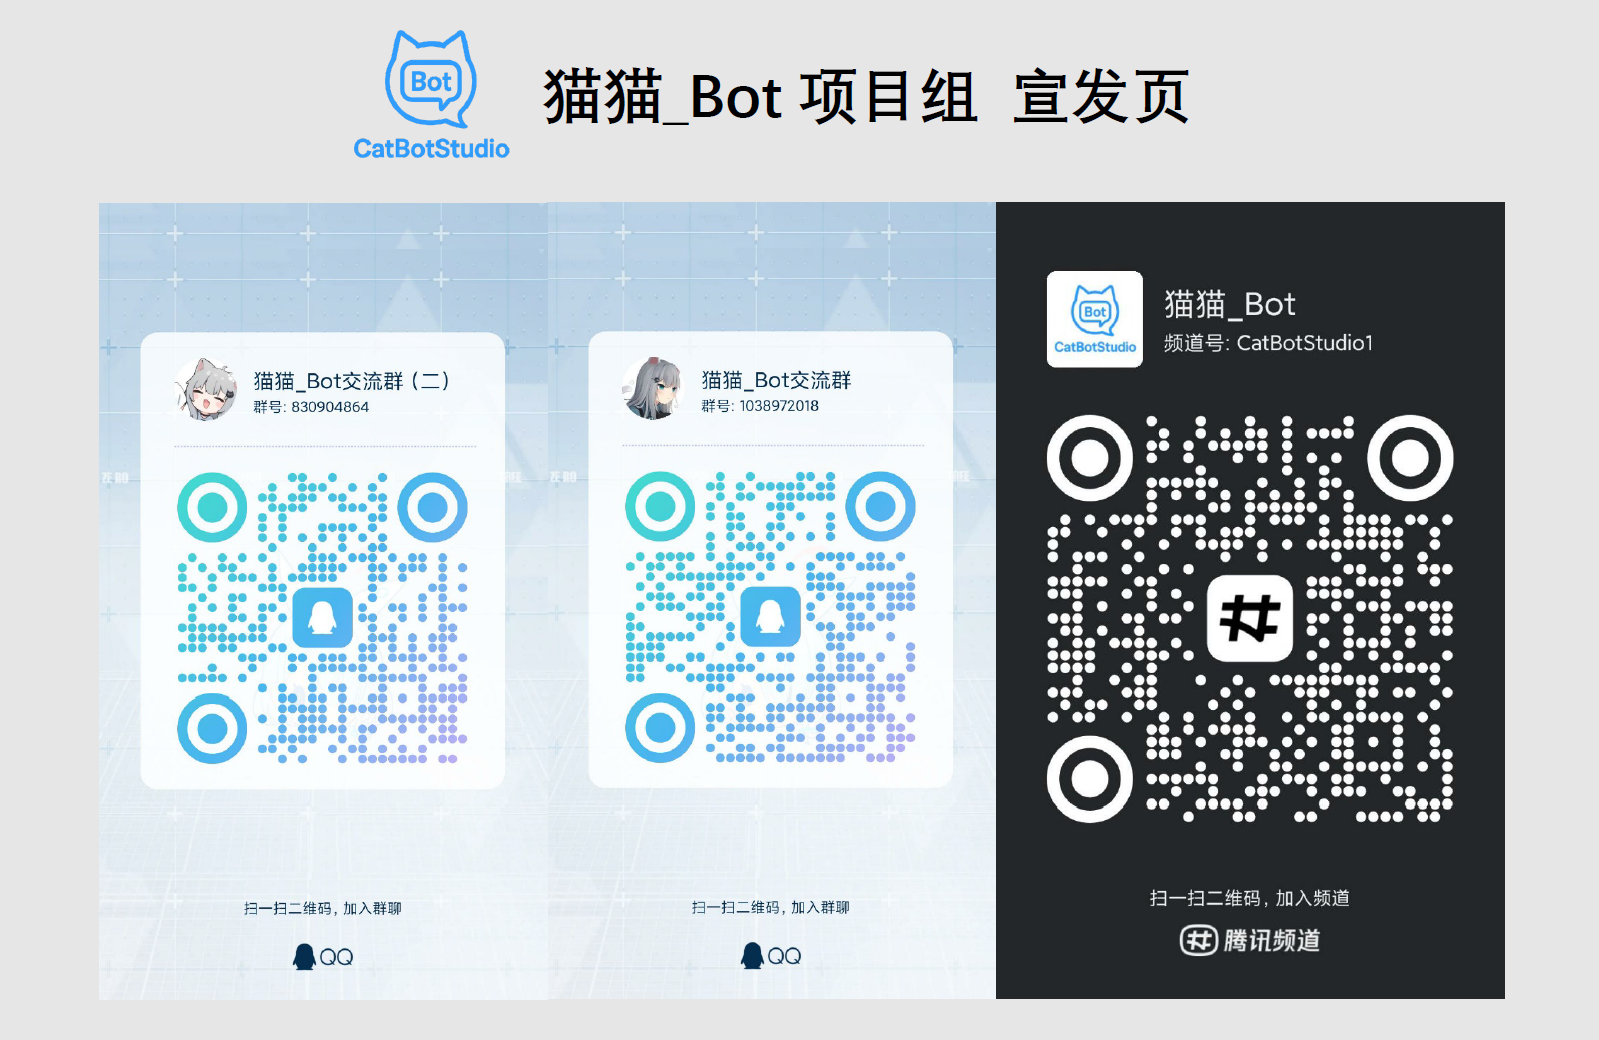 Bot
CatBotStudio
猫猫_Bot 项目组 宣发页
猫猫_Bot交流群（二）
群号: 830904864
扫一扫二维码，加入群聊
QQ
猫猫_Bot交流群
群号: 1038972018
扫一扫二维码，加入群聊
QQ
Bot
CatBotStudio
猫猫_Bot
频道号: CatBotStudio1
扫一扫二维码，加入频道
腾讯频道